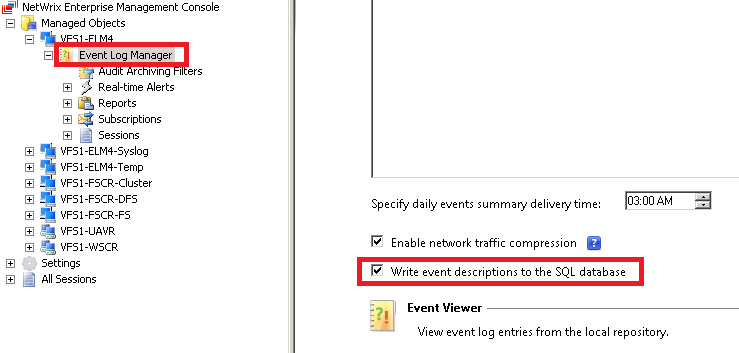 NetWrix Enterprise Management Console
Managed Objects
VFS1-ELM4
Event Log Manager
Audit Archiving Filters
Real-time Alerts
Reports
Subscriptions
Sessions
VFS1-ELM4-Syslog
VFS1-ELM4-Temp
VFS1-FSCR-Cluster
VFS1-FSCR-DFS
VFS1-FSCR-FS
VFS1-UAVR
VFS1-WSCR
Settings
All Sessions
Specify daily events summary delivery time: 03:00 AM
Enable network traffic compression ?
Write event descriptions to the SQL database
Event Viewer
View event log entries from the local repository.